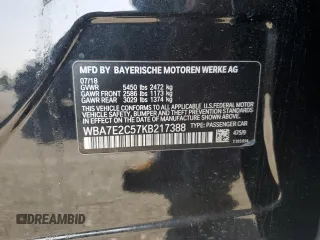 MFD BY BAYERISCHE MOTOREN WERKE AG
07/18
GVWR 5450 lbs 2472 kg
GAWR FRONT 2586 lbs 1173 kg
GAWR REAR 3029 lbs 1374 kg
WBA7E2C57KB217388 TYPE: PASSENGER CAR
THIS VEHICLE CONFORMS TO ALL APPLICABLE FEDERAL MOTOR
VEHICLE SAFETY, BUMPER, AND THEFT PREVENTION STANDARDS
IN EFFECT ON THE DATE OF MANUFACTURE SHOWN ABOVE.
475/9
DREAMBID